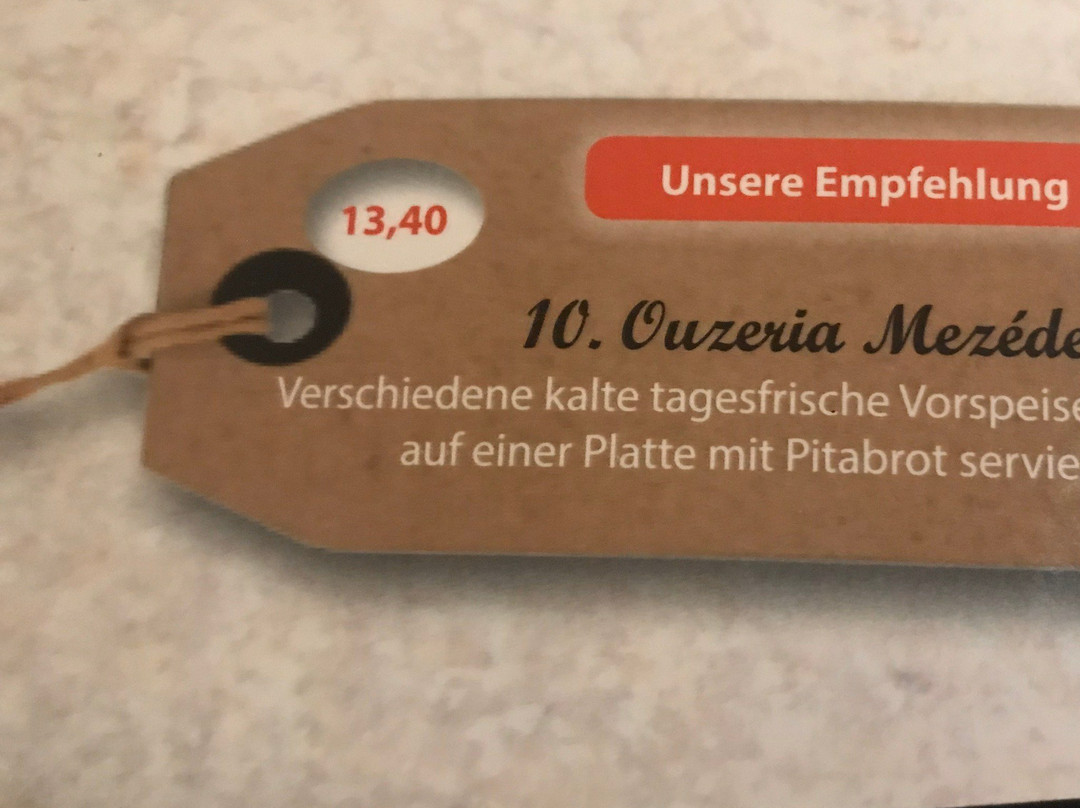 13,40
Unsere Empfehlung
10. Ouzeria Mezéde
Verschiedene kalte tagesfrische Vorspeise
auf einer Platte mit Pitabrot servie